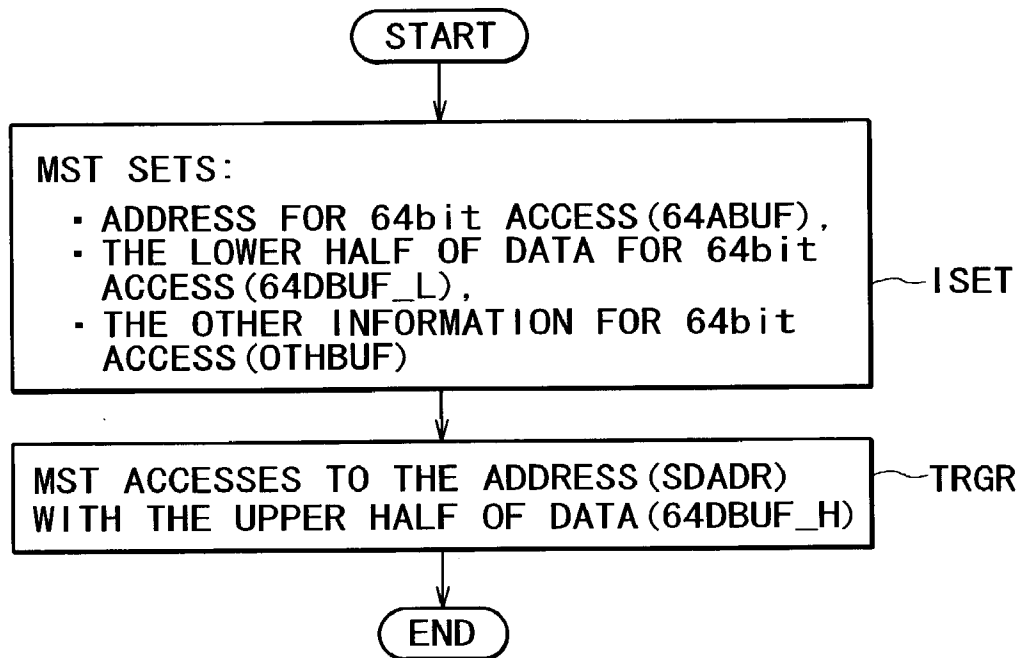 START
MST SETS:
▪ ADDRESS FOR 64bit ACCESS(64ABUF),
▪ THE LOWER HALF OF DATA FOR 64bit
ACCESS(64DBUF_L),
▪ THE OTHER INFORMATION FOR 64bit
ACCESS(OTHBUF)
ISET
MST ACCESSES TO THE ADDRESS(SDADR)
WITH THE UPPER HALF OF DATA(64DBUF_H)
TRGR
END